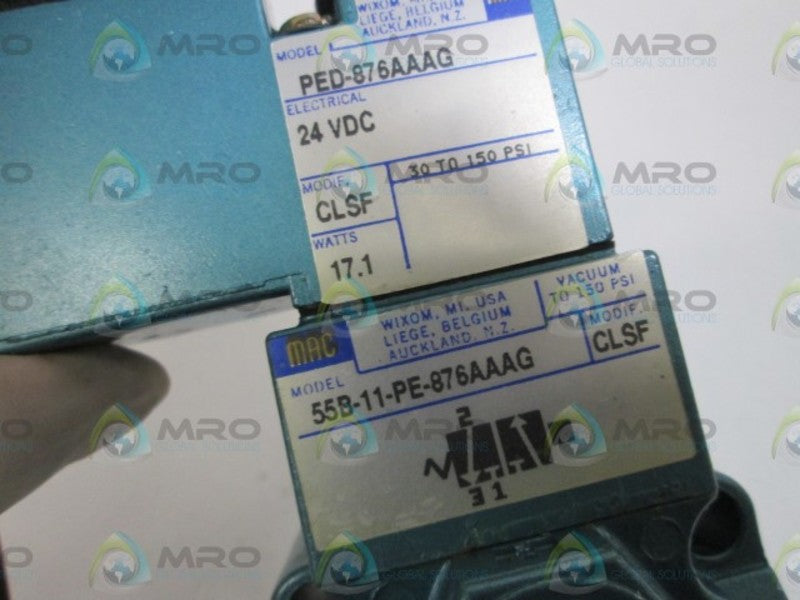 WIXOM, MI. USA
LIEGE, BELGIUM
AUCKLAND, N.Z.
MODEL
PED-876AAAG
ELECTRICAL
24 VDC
30 TO 150 PSI
MODIF.
CLSF
WATTS
17.1
MAC
WIXOM, MI. USA
LIEGE, BELGIUM
AUCKLAND, N.Z.
VACUUM
TO 150 PSI
MODIF.
CLSF
MODEL
55B-11-PE-876AAAG
2
3 1
MRO
GLOBAL SOLUTIONS